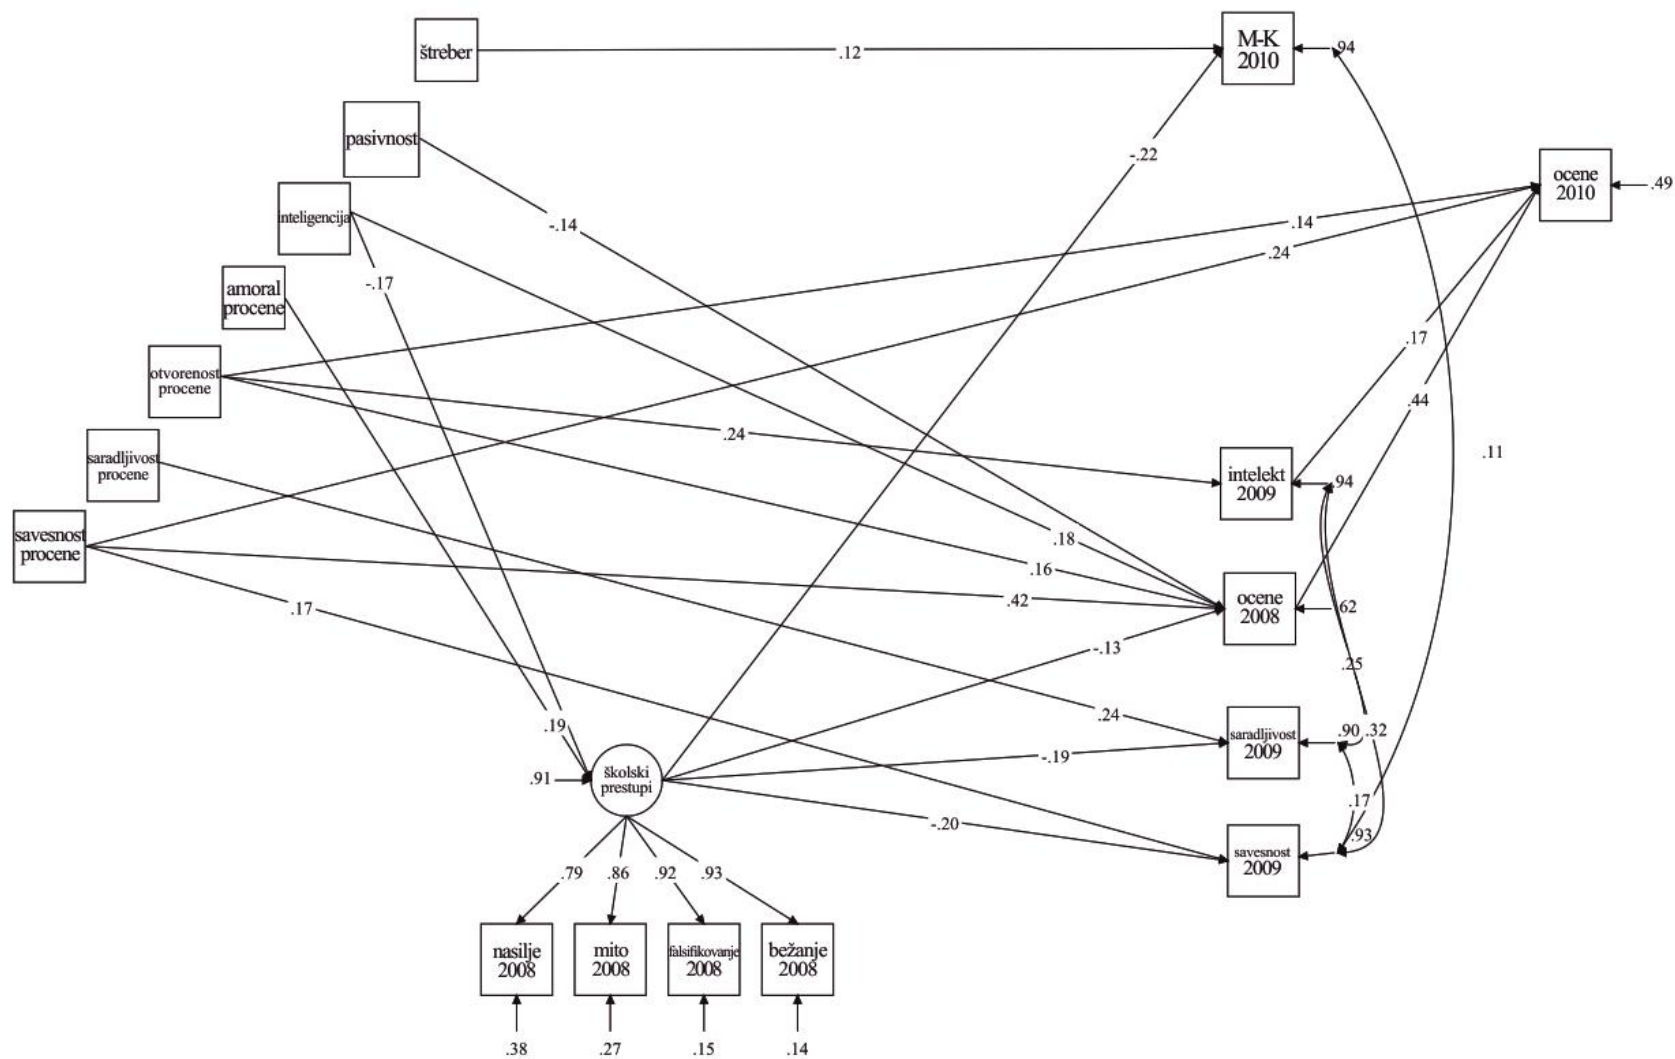 štreber
.12
M-K
2010
.94
pasivnost
-.22
ocene
2010
.49
inteligencija
-.14
.14
.24
amoral
procene
-.17
.17
otvorenost
procene
.44
.24
.11
saradljivost
procene
intelekt
2009
.94
savesnost
procene
.18
.16
.42
ocene
2008
.62
.17
-.13
.25
.19
.24
saradljivost
2009
.90
.32
-.19
.91
školski
prestupi
.17
-.20
.93
savesnost
2009
.79
.86
.92
.93
nasilje
2008
mito
2008
falsifikovanje
2008
bežanje
2008
.38
.27
.15
.14